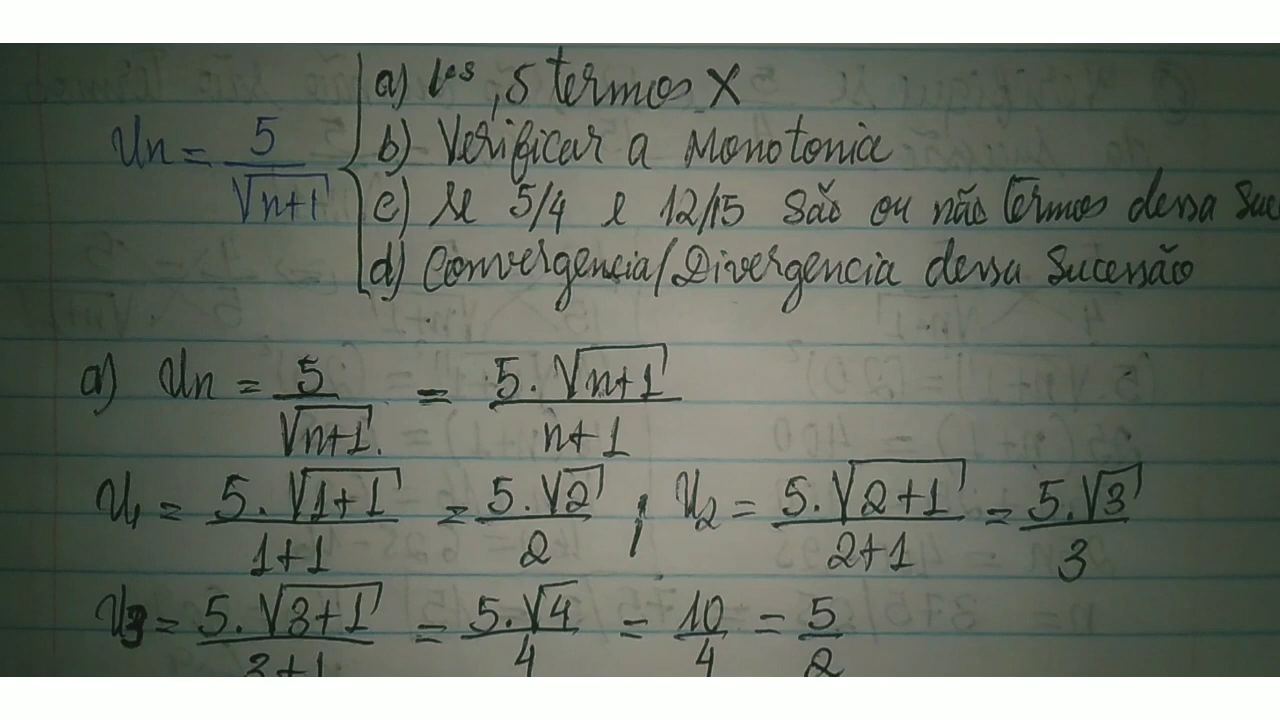 a) 1os, 5 termos X
Un = 5/√(n+1)
b) Verificar a Monotonia
c) se 5/4 e 12/15 são ou não termos dessa Suc
d) Convergencia/Divergencia dessa Sucessão
a) Un = 5/√(n+1) = 5.√(n+1)/n+1
U1 = 5.√(1+1)/1+1 = 5.√2/2 ; U2 = 5.√(2+1)/2+1 = 5.√3/3
U3 = 5.√(3+1)/3+1 = 5.√4/4 = 10/4 = 5/2